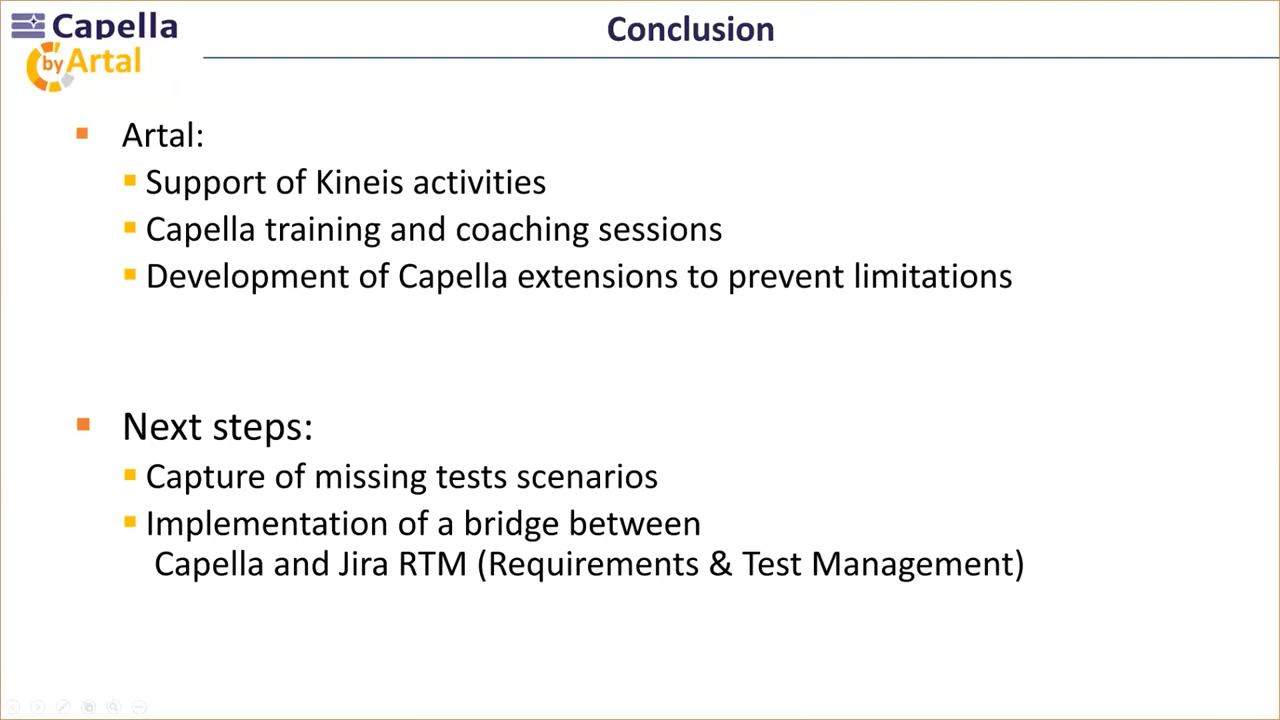 Capella
by Artal
Conclusion
Artal:
Support of Kineis activities
Capella training and coaching sessions
Development of Capella extensions to prevent limitations
Next steps:
Capture of missing tests scenarios
Implementation of a bridge between
Capella and Jira RTM (Requirements & Test Management)